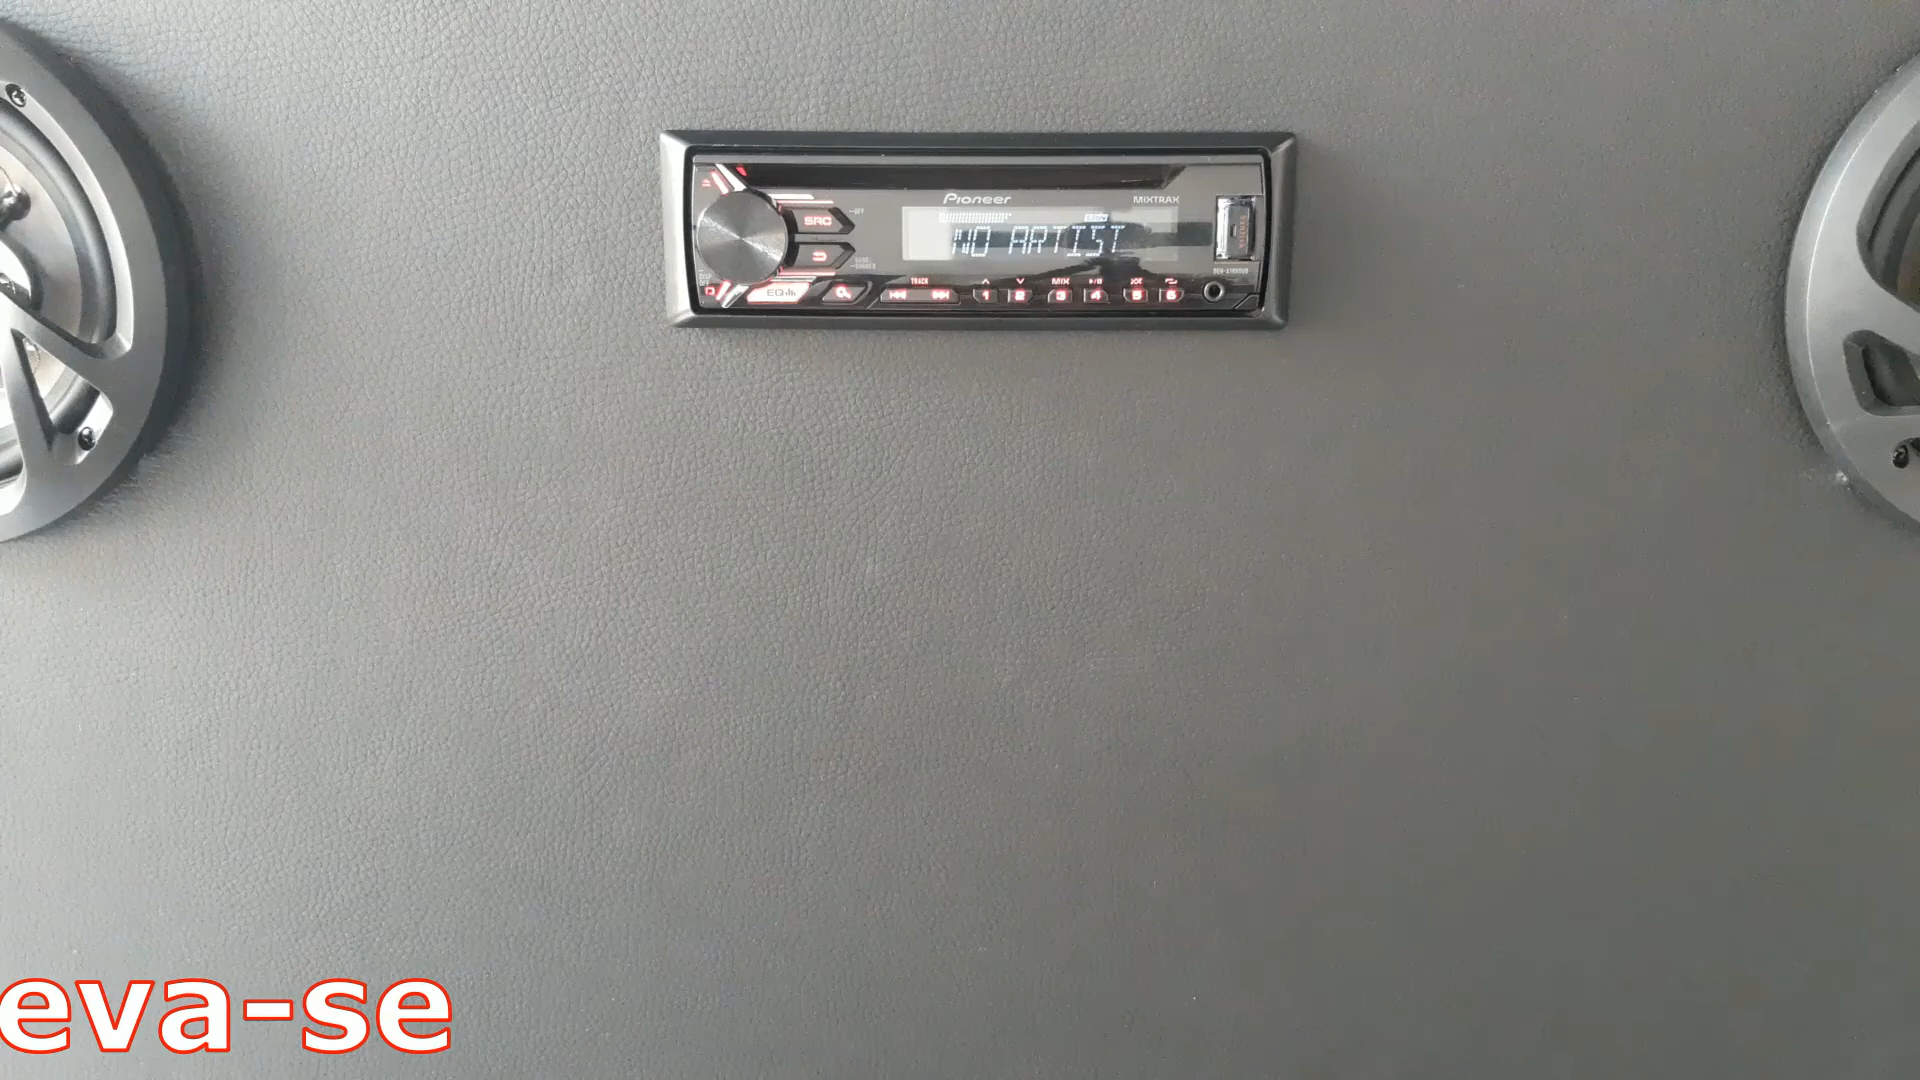 Pioneer
MIXTRAX
SRC
NO ARTIST
EQ
TRACK
MIX
1 2 3 4 5 6
eva-se